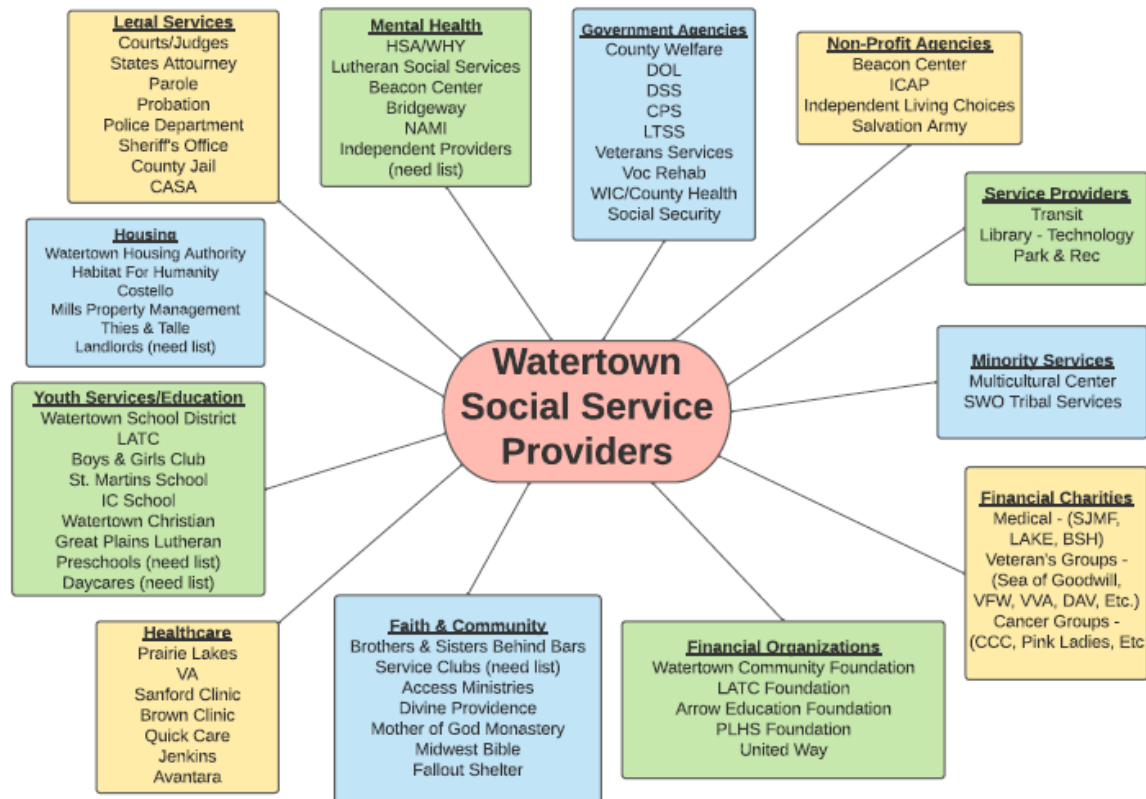 Legal Services
Courts/Judges
States Attourney
Parole
Probation
Police Department
Sheriff's Office
County Jail
CASA
Mental Health
HSA/WHY
Lutheran Social Services
Beacon Center
Bridgeway
NAMI
Independent Providers
(need list)
Government Agencies
County Welfare
DOL
DSS
CPS
LTSS
Veterans Services
Voc Rehab
WIC/County Health
Social Security
Non-Profit Agencies
Beacon Center
ICAP
Independent Living Choices
Salvation Army
Service Providers
Transit
Library - Technology
Park & Rec
Housing
Watertown Housing Authority
Habitat For Humanity
Costello
Mills Property Management
Thies & Talle
Landlords (need list)
Watertown
Social Service
Providers
Minority Services
Multicultural Center
SWO Tribal Services
Youth Services/Education
Watertown School District
LATC
Boys & Girls Club
St. Martins School
IC School
Watertown Christian
Great Plains Lutheran
Preschools (need list)
Daycares (need list)
Financial Charities
Medical - (SJMF,
LAKE, BSH)
Veteran's Groups -
(Sea of Goodwill,
VFW, VVA, DAV, Etc.)
Cancer Groups -
(CCC, Pink Ladies, Etc
Healthcare
Prairie Lakes
VA
Sanford Clinic
Brown Clinic
Quick Care
Jenkins
Avantara
Faith & Community
Brothers & Sisters Behind Bars
Service Clubs (need list)
Access Ministries
Divine Providence
Mother of God Monastery
Midwest Bible
Fallout Shelter
Financial Organizations
Watertown Community Foundation
LATC Foundation
Arrow Education Foundation
PLHS Foundation
United Way